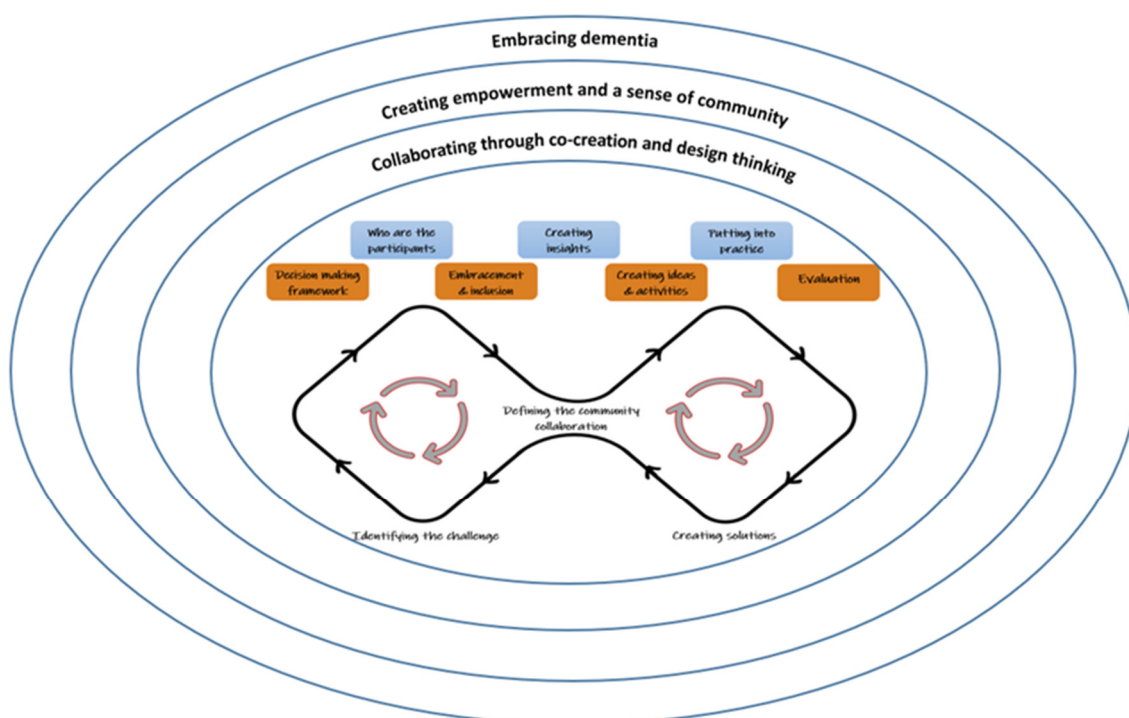 Embracing dementia
Creating empowerment and a sense of community
Collaborating through co-creation and design thinking
Who are the
participants
Creating
insights
Putting into
practice
Decision making
framework
Embracement
& inclusion
Creating ideas
& activities
Evaluation
Defining the community
collaboration
Identifying the challenge
Creating solutions